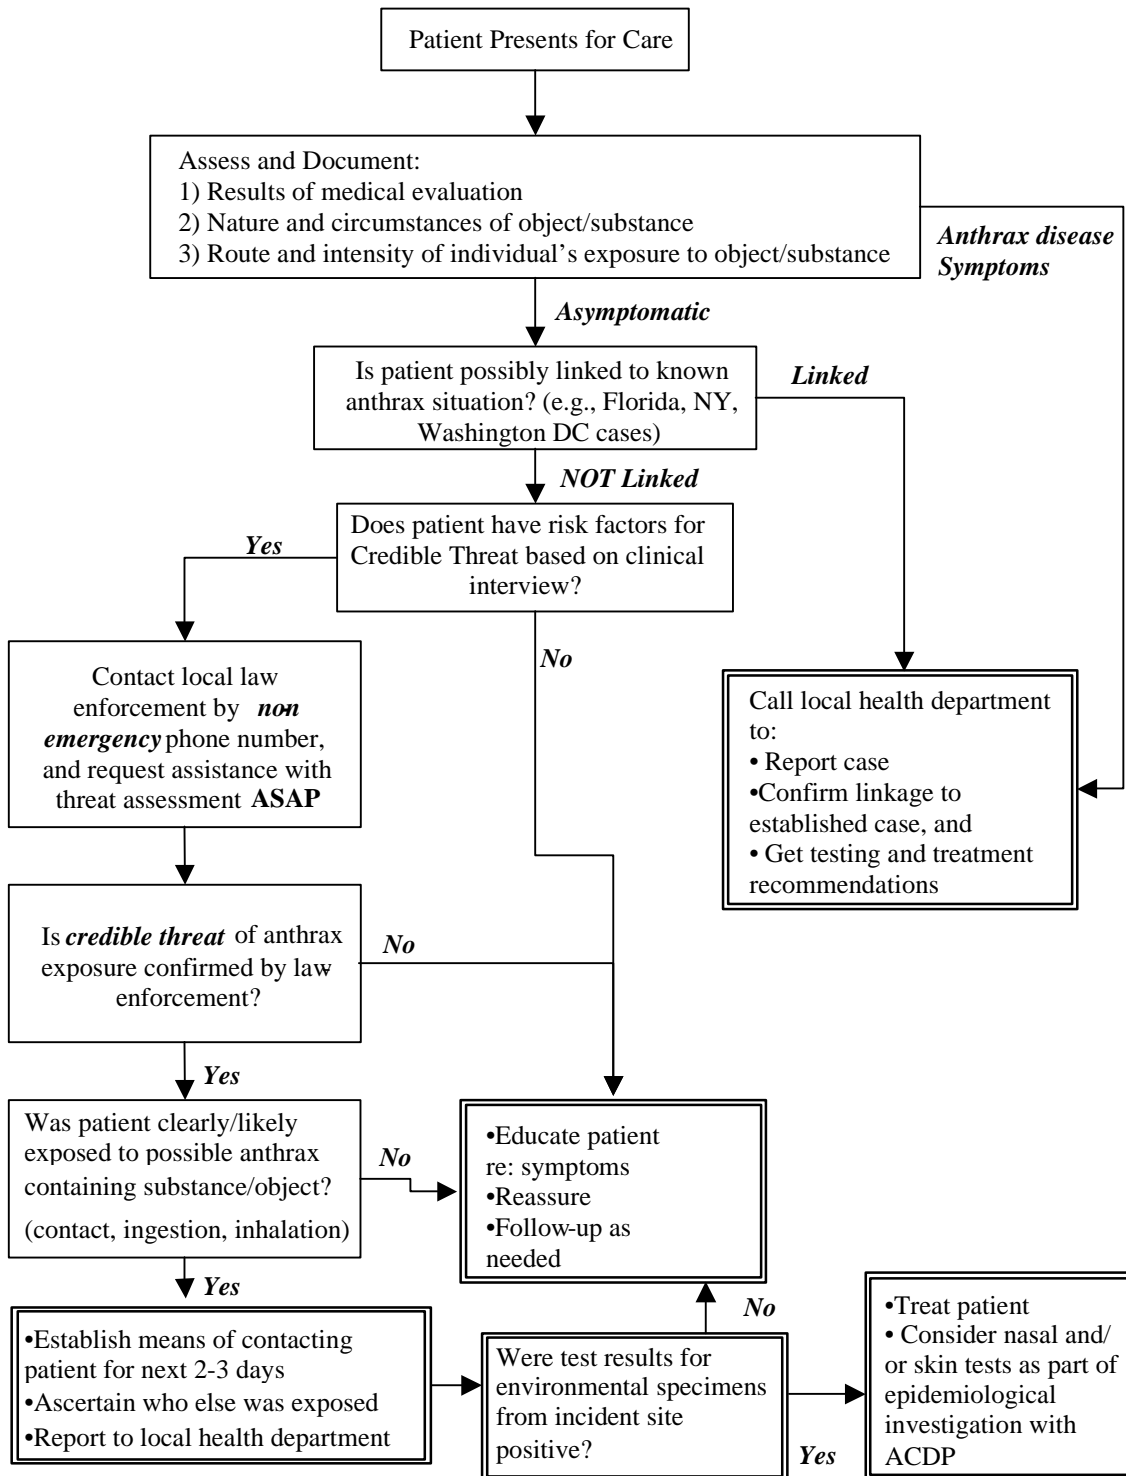 Patient Presents for Care
Assess and Document:
1) Results of medical evaluation
2) Nature and circumstances of object/substance
3) Route and intensity of individual's exposure to object/substance
Anthrax disease
Symptoms
Asymptomatic
Is patient possibly linked to known
anthrax situation? (e.g., Florida, NY,
Washington DC cases)
Linked
NOT Linked
Does patient have risk factors for
Credible Threat based on clinical
interview?
Yes
No
Contact local law
enforcement by non-
emergency phone number,
and request assistance with
threat assessment ASAP
Call local health department
to:
• Report case
•Confirm linkage to
established case, and
• Get testing and treatment
recommendations
Is credible threat of anthrax
exposure confirmed by law
enforcement?
No
Yes
Was patient clearly/likely
exposed to possible anthrax
containing substance/object?
(contact, ingestion, inhalation)
No
•Educate patient
re: symptoms
•Reassure
•Follow-up as
needed
Yes
•Establish means of contacting
patient for next 2-3 days
•Ascertain who else was exposed
•Report to local health department
Were test results for
environmental specimens
from incident site
positive?
No
Yes
•Treat patient
• Consider nasal and/
or skin tests as part of
epidemiological
investigation with
ACDP